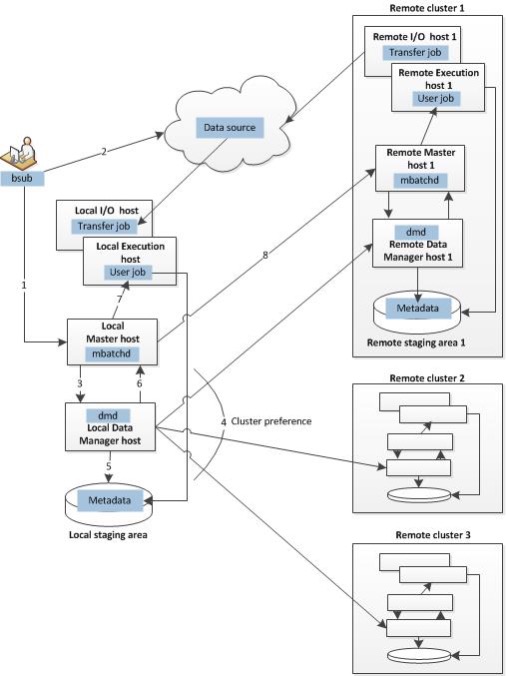 Remote cluster 1
Remote I/O host 1
Transfer job
Remote Execution
host 1
User job
Data source
2
bsub
Remote Master
host 1
mbatchd
Local I/O host
Transfer job
Local Execution
host
User job
dmd
Remote Data
Manager host 1
8
1
7
Metadata
Local
Master host
mbatchd
Remote staging area 1
3
6
Remote cluster 2
dmd
Local Data
Manager host
4 Cluster preference
5
Metadata
Local staging area
Remote cluster 3